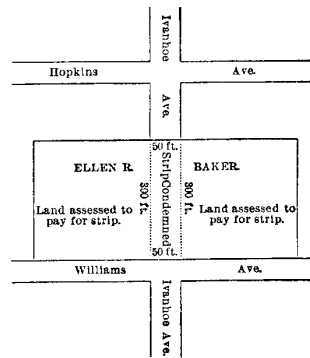 Ivanhoe
Hopkins Ave.
Ave.
50 ft.
ELLEN R. BAKER.
300 ft. Strip Condemned 300 ft.
Land assessed to
pay for strip.
Land assessed to
pay for strip.
50 ft.
Williams Ave.
Ivanhoe Ave.